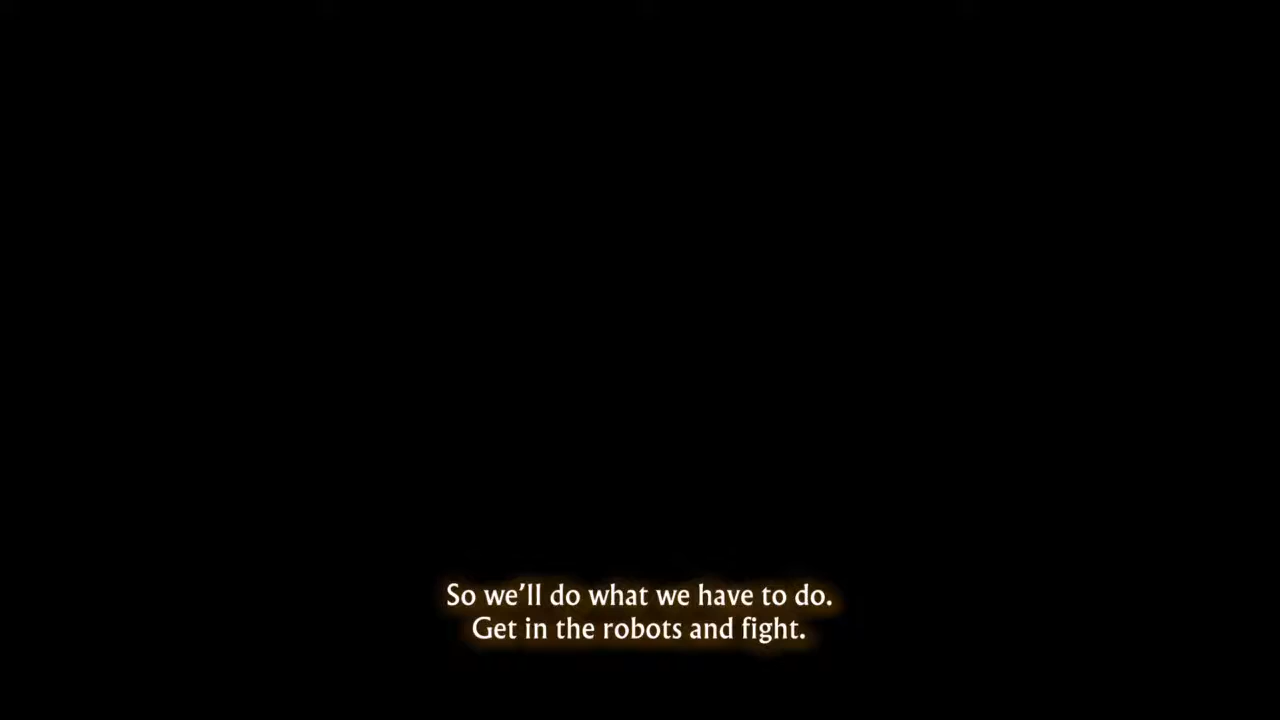 So we’ll do what we have to do.
Get in the robots and fight.